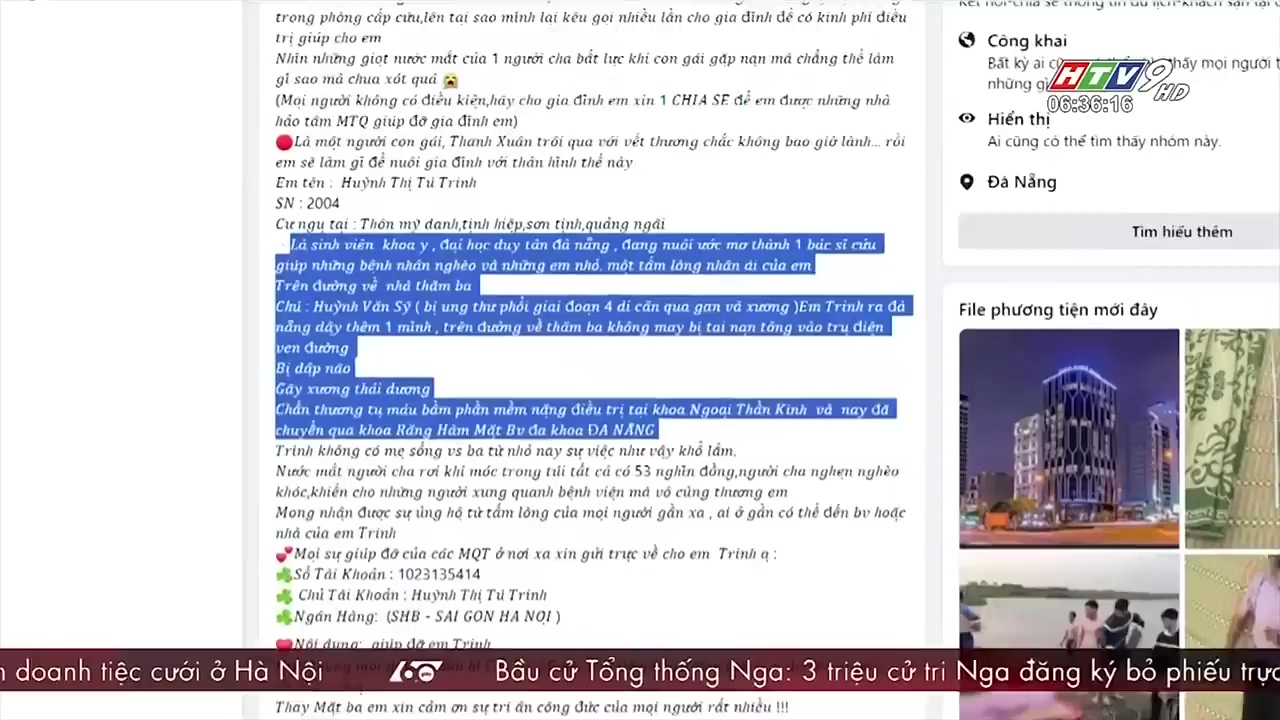 trong phòng cấp cứu,lên tại sao mình lại kêu gọi nhiều lần cho gia đình để có kinh phí điều
trị giúp cho em
Nhìn những giọt nước mắt của 1 người cha bất lực khi con gái gặp nạn mà chẳng thể làm
gì sao mà chua xót quá 😭
(Mọi người không có điều kiện,hãy cho gia đình em xin 1 CHIA SE để em được những nhà
hảo tâm MTQ giúp đỡ gia đình em)
🔴Là một người con gái, Thanh Xuân trôi qua với vết thương chắc không bao giờ lành... rồi
em sẽ làm gì để nuôi gia đình với thân hình thế này
Em tên : Huỳnh Thị Tú Trinh
SN : 2004
Cư ngụ tại : Thôn mỹ danh,tịnh hiệp,sơn tịnh,quảng ngãi
Là sinh viên khoa y , đại học duy tân đà nẵng , đang nuôi ước mơ thành 1 bác sĩ cứu
giúp những bệnh nhân nghèo và những em nhỏ. một tấm lòng nhân ái của em
Trên đường về nhà thăm ba
Chú : Huỳnh Văn Sỹ ( bị ung thư phổi giai đoạn 4 di căn qua gan và xương )Em Trinh ra đà
nẵng dậy thêm 1 mình , trên đường về thăm ba không may bị tai nạn tông vào trụ điện
ven đường
Bị dập não
Gãy xương thái dương
Chấn thương tụ máu bầm phần mềm nặng điều trị tại khoa Ngoại Thần Kinh và nay đã
chuyển qua khoa Răng Hàm Mặt Bv đa khoa ĐA NẴNG
Trinh không có mẹ sống vs ba từ nhỏ nay sự việc như vậy khổ lắm.
Nước mắt người cha rơi khi móc trong túi tất cả có 53 nghìn đồng,người cha nghẹn nghèo
khóc,khiến cho những người xung quanh bệnh viện mà vô cùng thương em
Mong nhận được sự ủng hộ từ tấm lòng của mọi người gần xa , ai ở gần có thể đến bv hoặc
nhà của em Trinh
💕Mọi sự giúp đỡ của các MQT ở nơi xa xin gửi trực về cho em Trinh ạ :
☘️Số Tài Khoản : 1023135414
☘️ Chủ Tài Khoản : Huỳnh Thị Tú Trinh
☘️Ngân Hàng: (SHB - SAI GON HA NOI )
❤️Nội dung: giúp đỡ em Trinh
Thay Mặt ba em xin cảm ơn sự tri ân công đức của mọi người rất nhiều !!!
Công khai
Bất kỳ ai cũng có thể thấy mọi người
những gì
Hiển thị
Ai cũng có thể tìm thấy nhóm này.
Đà Nẵng
Tìm hiểu thêm
File phương tiện mới đây
HTV9 HD
06:36:16
doanh tiệc cưới ở Hà Nội
60
Bầu cử Tổng thống Nga: 3 triệu cử tri Nga đăng ký bỏ phiếu trực